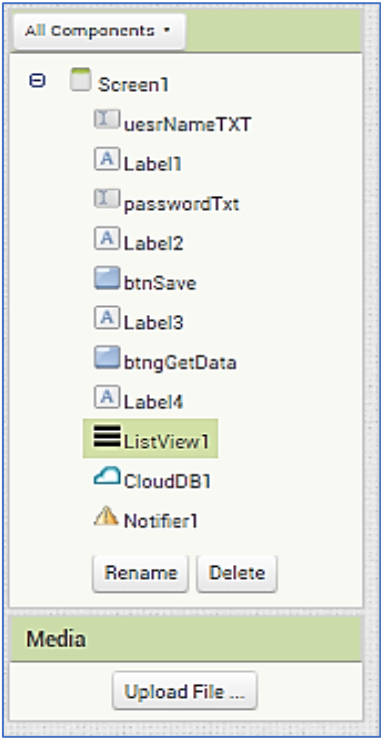 All Components
Screen1
uesrNameTXT
Label1
passwordTxt
Label2
btnSave
Label3
btngGetData
Label4
ListView1
CloudDB1
Notifier1
Rename Delete
Media
Upload File ...